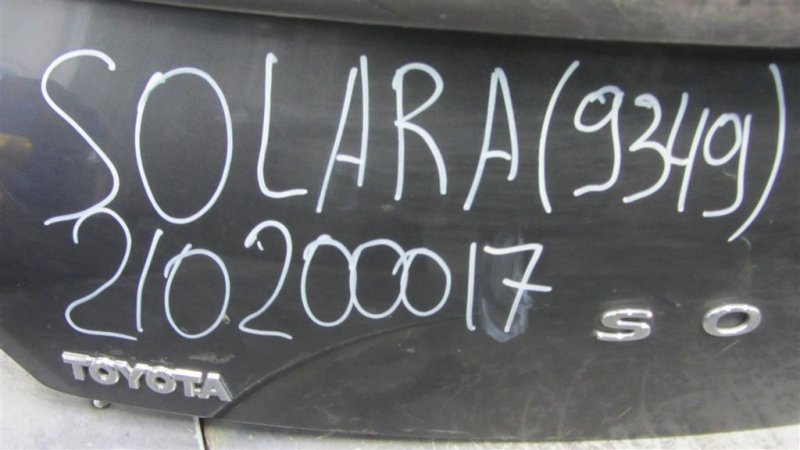 SOLARA (9349)
210200017
SO
TOYOTA